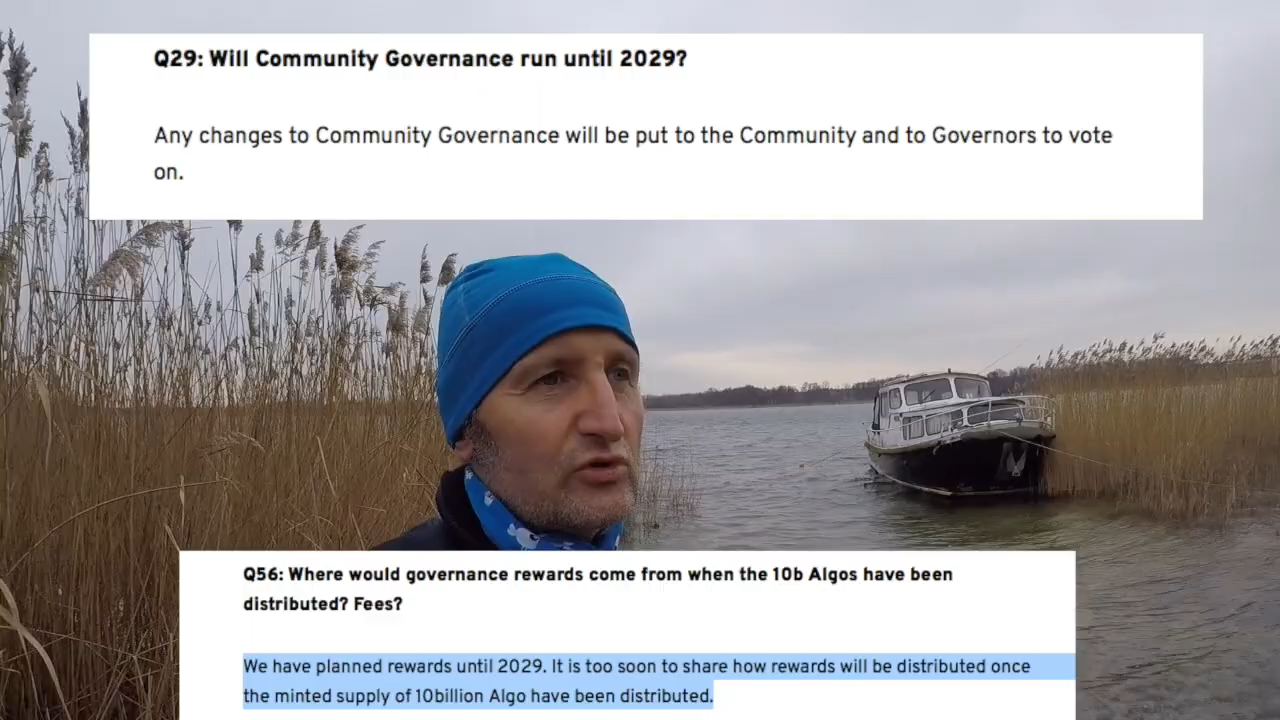 Q29: Will Community Governance run until 2029?
Any changes to Community Governance will be put to the Community and to Governors to vote
on.
Q56: Where would governance rewards come from when the 10b Algos have been
distributed? Fees?
We have planned rewards until 2029. It is too soon to share how rewards will be distributed once
the minted supply of 10billion Algo have been distributed.